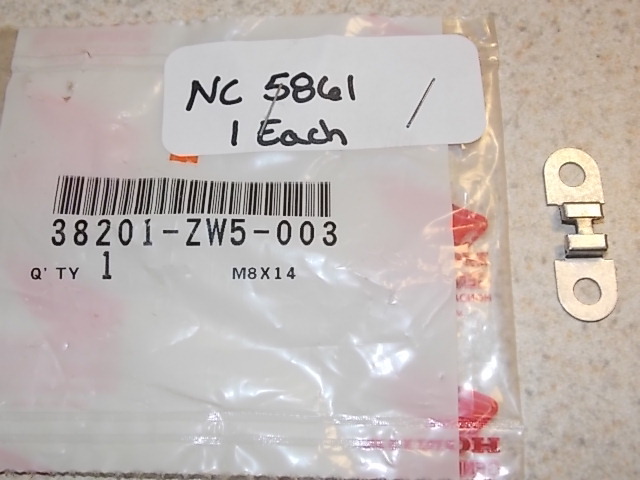 NC 5861
1 Each
38201-ZW5-003
Q'TY 1
M8X14